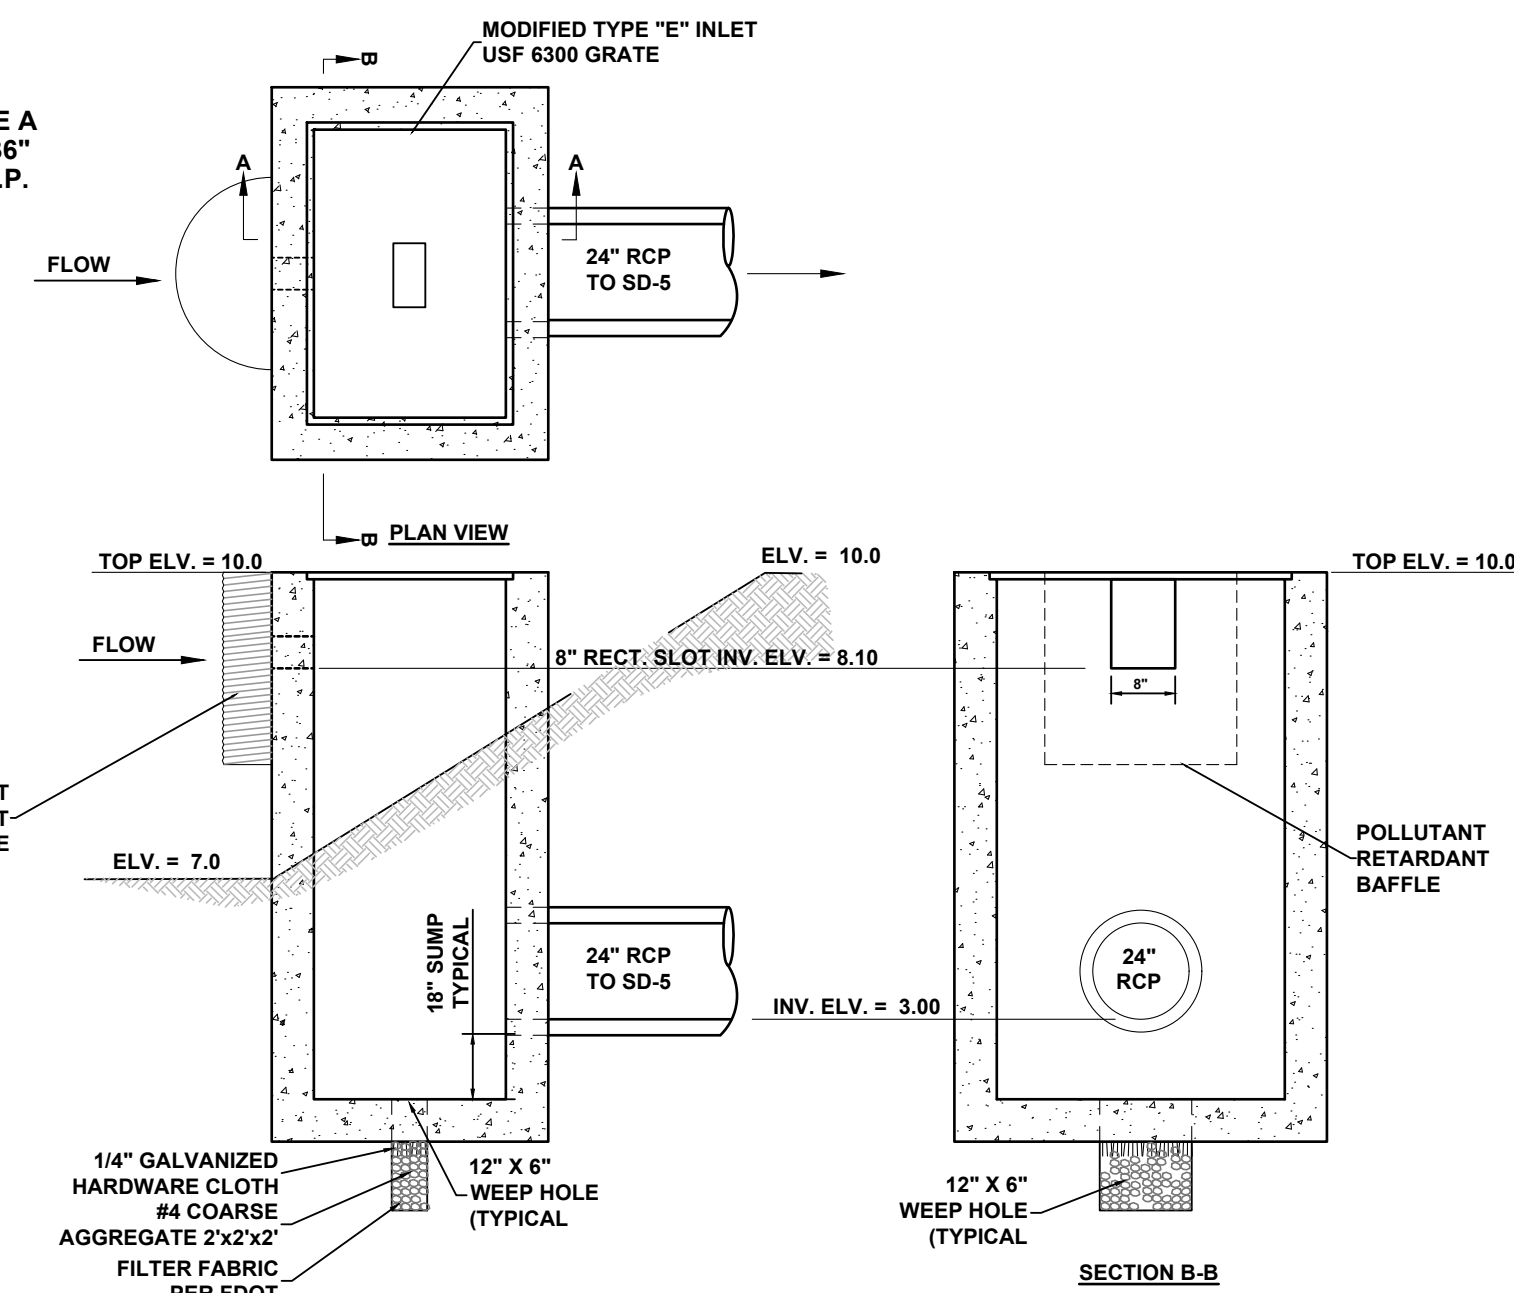 MODIFIED TYPE "E" INLET
USF 6300 GRATE
B
E A
36"
.P.
A
A
FLOW
24" RCP
TO SD-5
B
PLAN VIEW
TOP ELV. = 10.0
ELV. = 10.0
TOP ELV. = 10.0
FLOW
8" RECT. SLOT INV. ELV. = 8.10
8"
T
T
E
ELV. = 7.0
POLLUTANT
RETARDANT
BAFFLE
18" SUMP
TYPICAL
24" RCP
TO SD-5
24"
RCP
INV. ELV. = 3.00
1/4" GALVANIZED
HARDWARE CLOTH
#4 COARSE
AGGREGATE 2'x2'x2'
FILTER FABRIC
PER FDOT
12" X 6"
WEEP HOLE
(TYPICAL
12" X 6"
WEEP HOLE
(TYPICAL
SECTION B-B